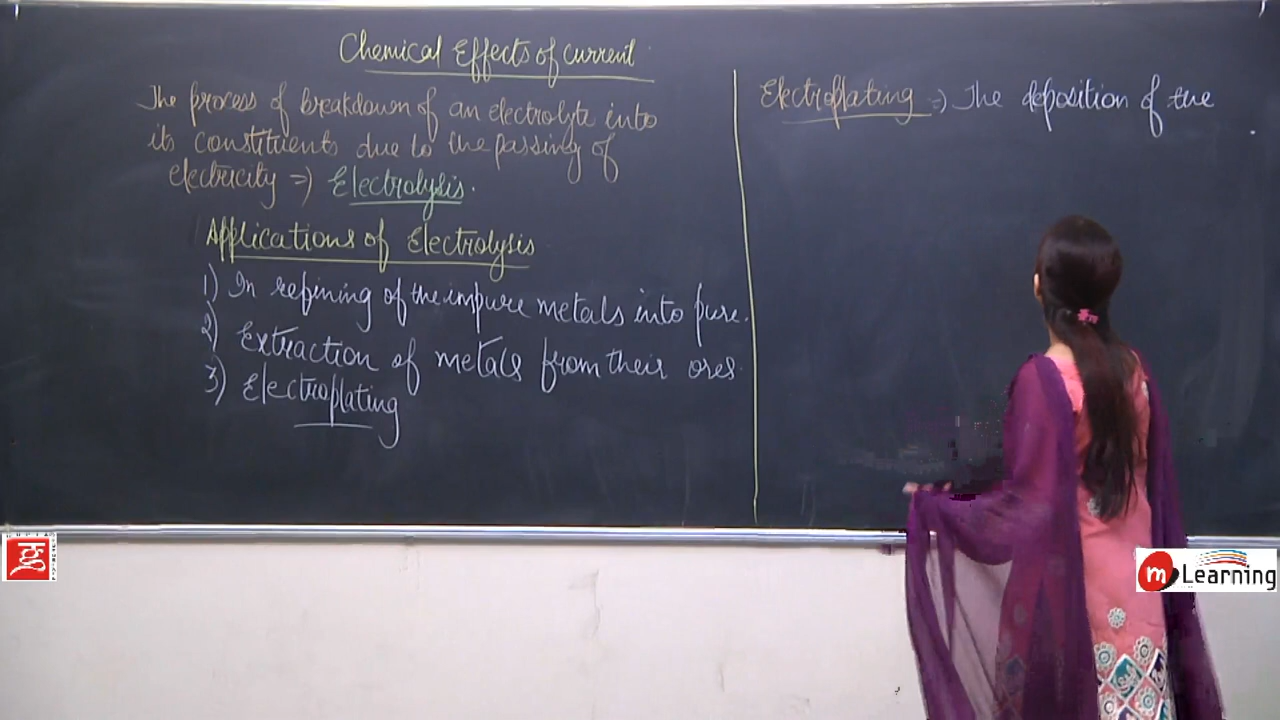 Chemical Effects of current
The process of breakdown of an electrolyte into
its constituents due to the passing of
electricity => Electrolysis.
Applications of Electrolysis
1) In refining of the impure metals into pure.
2) Extraction of metals from their ores.
3) Electroplating
Electroplating => The deposition of the
m Learning